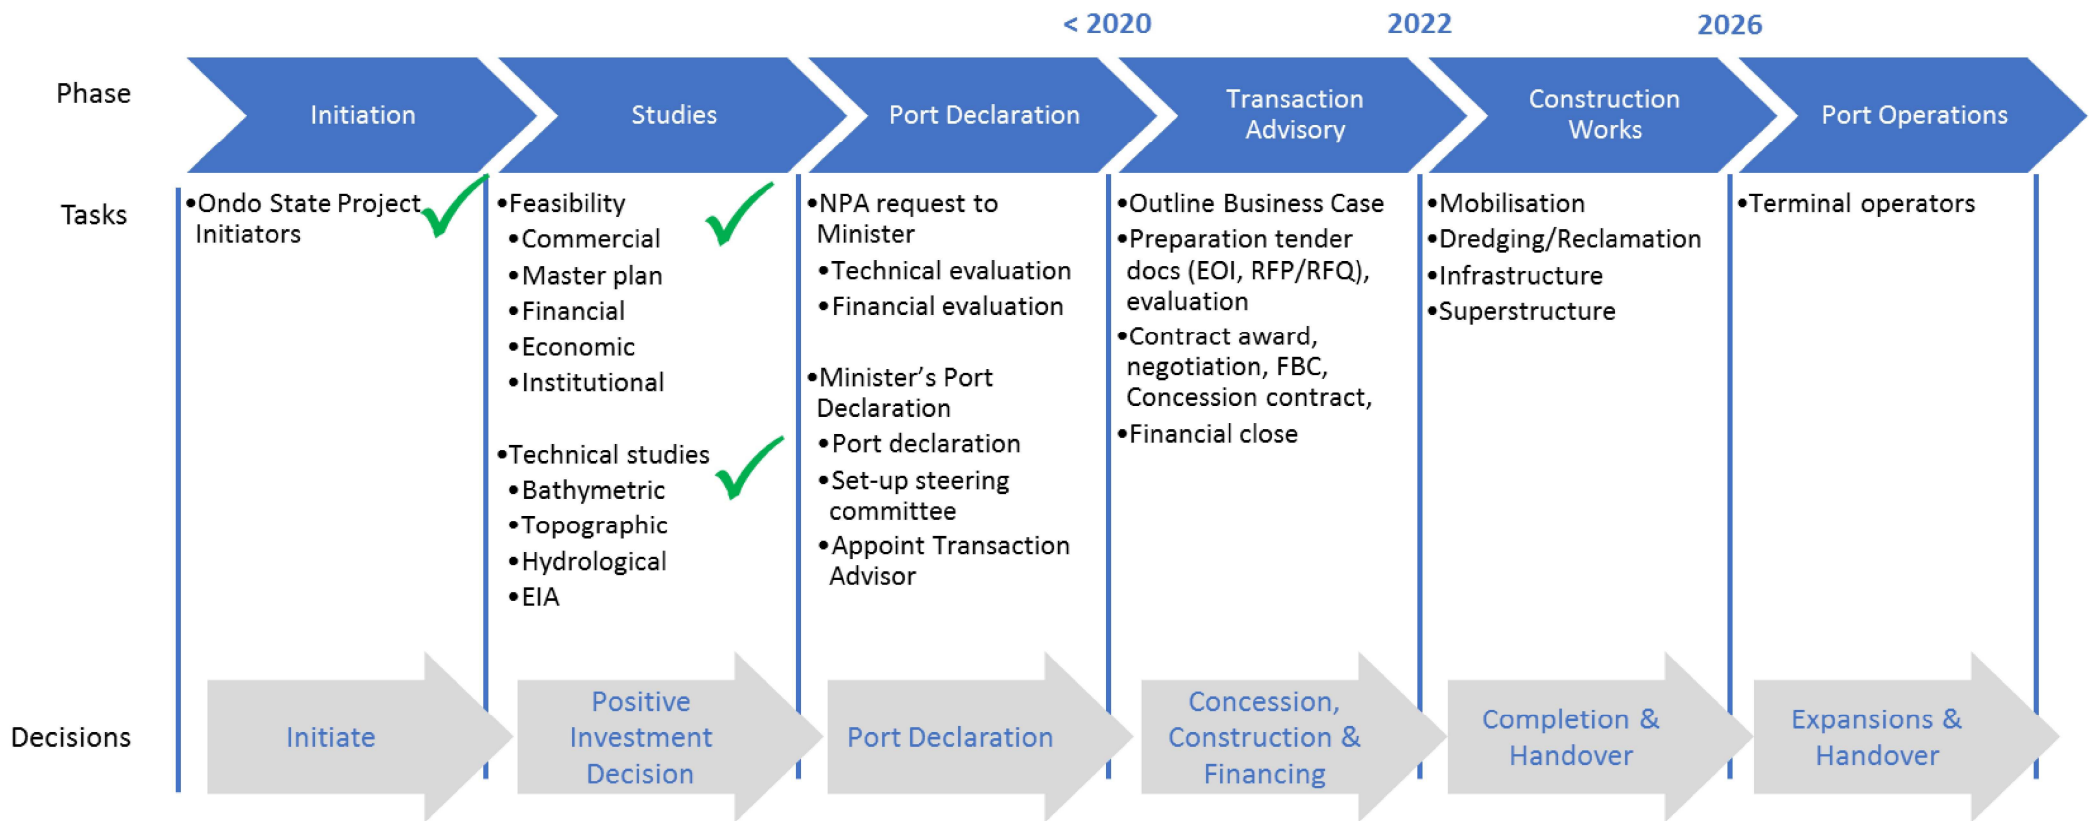 < 2020
2022
2026
Phase
Initiation
Studies
Port Declaration
Transaction
Advisory
Construction
Works
Port Operations
Tasks
•Ondo State Project
Initiators
•Feasibility
•Commercial
•Master plan
•Financial
•Economic
•Institutional
•Technical studies
•Bathymetric
•Topographic
•Hydrological
•EIA
•NPA request to
Minister
•Technical evaluation
•Financial evaluation
•Minister’s Port
Declaration
•Port declaration
•Set-up steering
committee
•Appoint Transaction
Advisor
•Outline Business Case
•Preparation tender
docs (EOI, RFP/RFQ),
evaluation
•Contract award,
negotiation, FBC,
Concession contract,
•Financial close
•Mobilisation
•Dredging/Reclamation
•Infrastructure
•Superstructure
•Terminal operators
Decisions
Initiate
Positive
Investment
Decision
Port Declaration
Concession,
Construction &
Financing
Completion &
Handover
Expansions &
Handover